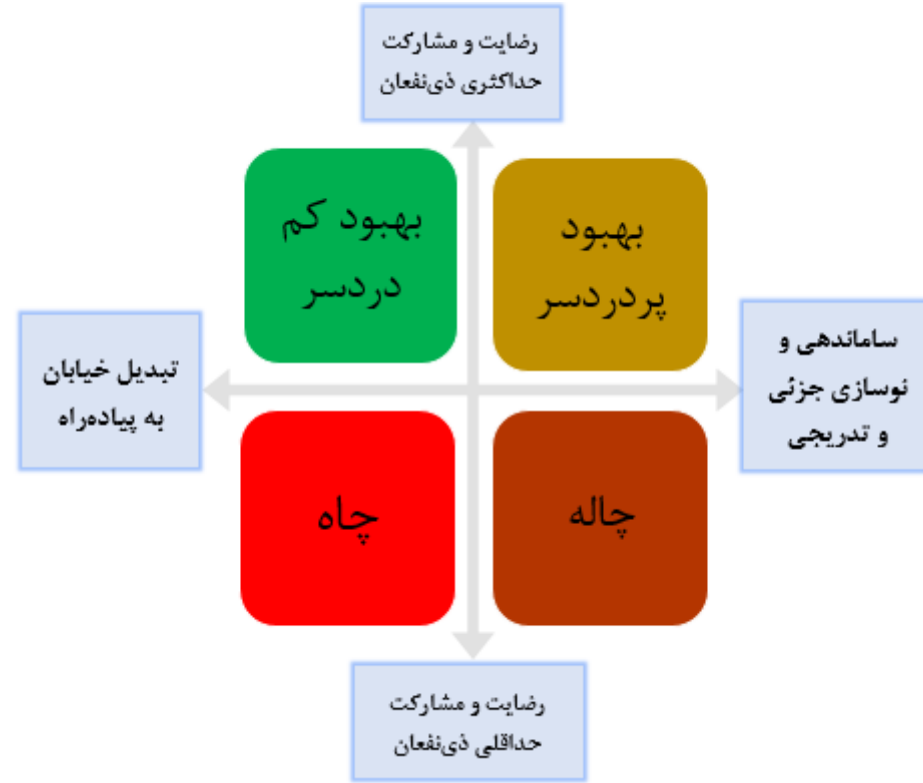 رضایت و مشارکت
حداکثری ذی‌نفعان
بهبود
پردردسر
بهبود کم
دردسر
ساماندهی و
نوسازی جزئی
و تدریجی
تبدیل خیابان
به پیاده‌راه
چاله
چاه
رضایت و مشارکت
حداقلی ذی‌نفعان